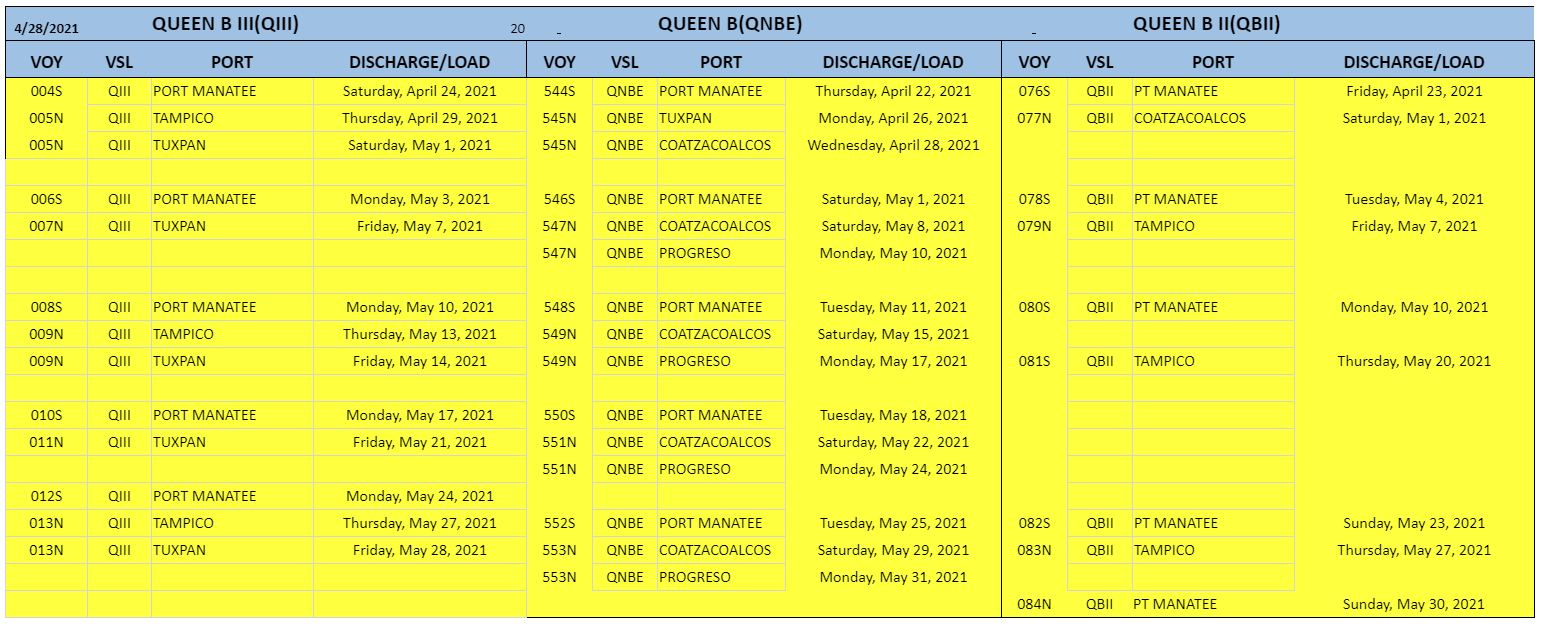 4/28/2021 QUEEN B III(QIII) 20 - QUEEN B(QNBE) - QUEEN B II(QBII)
VOY VSL PORT DISCHARGE/LOAD VOY VSL PORT DISCHARGE/LOAD VOY VSL PORT DISCHARGE/LOAD
004S QIII PORT MANATEE Saturday, April 24, 2021 544S QNBE PORT MANATEE Thursday, April 22, 2021 076S QBII PT MANATEE Friday, April 23, 2021
005N QIII TAMPICO Thursday, April 29, 2021 545N QNBE TUXPAN Monday, April 26, 2021 077N QBII COATZACOALCOS Saturday, May 1, 2021
005N QIII TUXPAN Saturday, May 1, 2021 545N QNBE COATZACOALCOS Wednesday, April 28, 2021
006S QIII PORT MANATEE Monday, May 3, 2021 546S QNBE PORT MANATEE Saturday, May 1, 2021 078S QBII PT MANATEE Tuesday, May 4, 2021
007N QIII TUXPAN Friday, May 7, 2021 547N QNBE COATZACOALCOS Saturday, May 8, 2021 079N QBII TAMPICO Friday, May 7, 2021
547N QNBE PROGRESO Monday, May 10, 2021
008S QIII PORT MANATEE Monday, May 10, 2021 548S QNBE PORT MANATEE Tuesday, May 11, 2021 080S QBII PT MANATEE Monday, May 10, 2021
009N QIII TAMPICO Thursday, May 13, 2021 549N QNBE COATZACOALCOS Saturday, May 15, 2021
009N QIII TUXPAN Friday, May 14, 2021 549N QNBE PROGRESO Monday, May 17, 2021 081S QBII TAMPICO Thursday, May 20, 2021
010S QIII PORT MANATEE Monday, May 17, 2021 550S QNBE PORT MANATEE Tuesday, May 18, 2021
011N QIII TUXPAN Friday, May 21, 2021 551N QNBE COATZACOALCOS Saturday, May 22, 2021
551N QNBE PROGRESO Monday, May 24, 2021
012S QIII PORT MANATEE Monday, May 24, 2021
013N QIII TAMPICO Thursday, May 27, 2021 552S QNBE PORT MANATEE Tuesday, May 25, 2021 082S QBII PT MANATEE Sunday, May 23, 2021
013N QIII TUXPAN Friday, May 28, 2021 553N QNBE COATZACOALCOS Saturday, May 29, 2021 083N QBII TAMPICO Thursday, May 27, 2021
553N QNBE PROGRESO Monday, May 31, 2021
084N QBII PT MANATEE Sunday, May 30, 2021